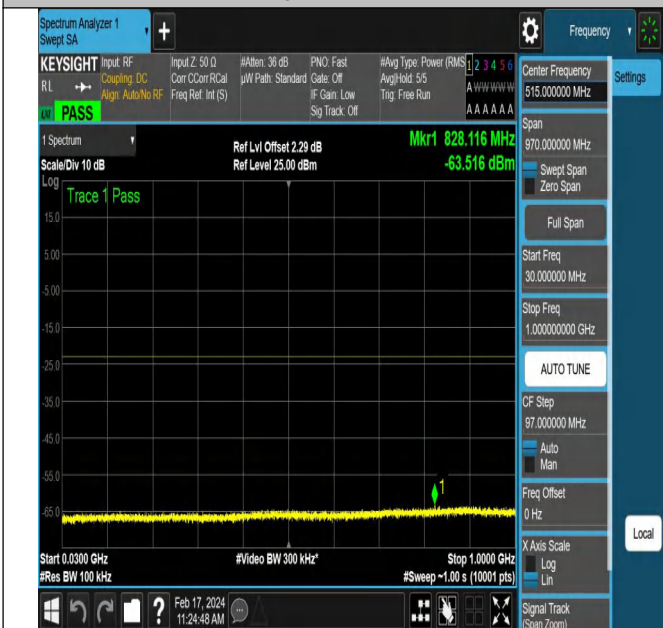 Spectrum Analyzer 1
Swept SA
+
Frequency
KEYSIGHT
RL
LXI PASS
Input: RF
Coupling: DC
Align: Auto/No RF
Input Z: 50 Ω
Corr CCorr RCal
Freq Ref: Int (S)
#Atten: 36 dB
µW Path: Standard
PNO: Fast
Gate: Off
IF Gain: Low
Sig Track: Off
#Avg Type: Power (RMS
Avg|Hold: 5/5
Trig: Free Run
1 2 3 4 5 6
A W W W W W
A A A A A A
1 Spectrum
Scale/Div 10 dB
Ref Lvl Offset 2.29 dB
Ref Level 25.00 dBm
Mkr1 828.116 MHz
-63.516 dBm
Log
Trace 1 Pass
15.0
5.00
-5.00
-15.0
-25.0
-35.0
-45.0
-55.0
-65.0
1
Start 0.0300 GHz
#Res BW 100 kHz
#Video BW 300 kHz*
Stop 1.0000 GHz
#Sweep ~1.00 s (10001 pts)
?
Feb 17, 2024
11:24:48 AM
Center Frequency
515.000000 MHz
Span
970.000000 MHz
Swept Span
Zero Span
Full Span
Start Freq
30.000000 MHz
Stop Freq
1.000000000 GHz
AUTO TUNE
CF Step
97.000000 MHz
Auto
Man
Freq Offset
0 Hz
X Axis Scale
Log
Lin
Signal Track
(Span Zoom)
Settings
Local